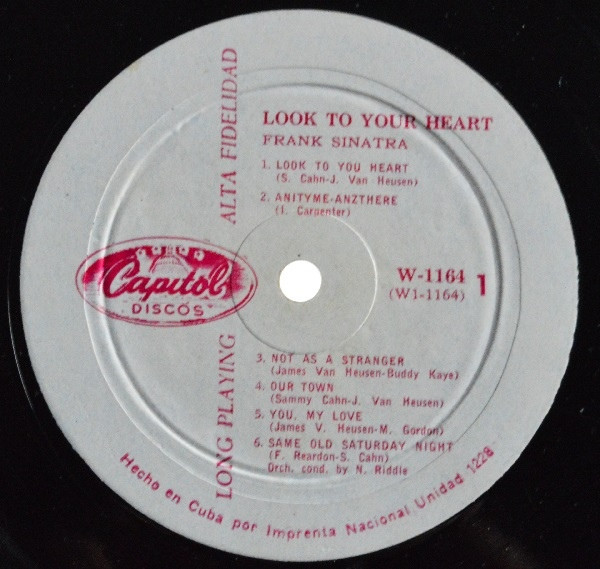 LOOK TO YOUR HEART
FRANK SINATRA
1. LOOK TO YOU HEART
(S. Cahn-J. Van Heusen)
2. ANITYME-ANZTHERE
(I. Carpenter)
ALTA FIDELIDAD
LONG PLAYING
Capitol
DISCOS
W-1164
(W1-1164)
1
3. NOT AS A STRANGER
(James Van Heusen-Buddy Kaye)
4. OUR TOWN
(Sammy Cahn-J. Van Heusen)
5. YOU, MY LOVE
(James V. Heusen-M. Gordon)
6. SAME OLD SATURDAY NIGHT
(F. Reardon-S. Cahn)
Orch. cond. by N. Riddle
Hecho en Cuba por Imprenta Nacional Unidad 1228